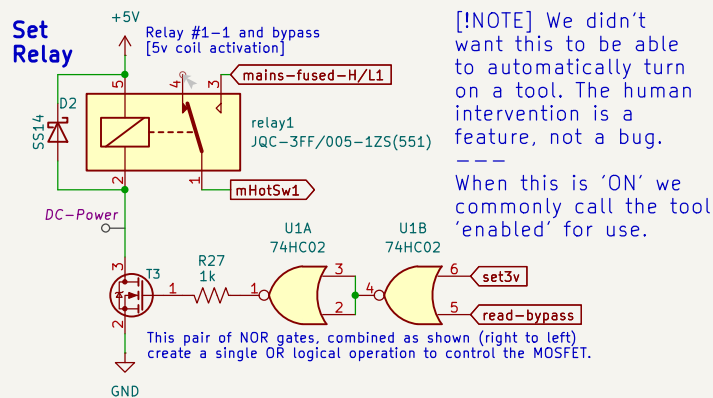 Set
Relay
+5V
Relay #1-1 and bypass
[5v coil activation]
[!NOTE] We didn't
want this to be able
to automatically turn
on a tool. The human
intervention is a
feature, not a bug.
---
When this is 'ON' we
commonly call the tool
'enabled' for use.
mains-fused-H/L1
5
4
3
D2
SS14
relay1
JQC-3FF/005-1ZS(551)
2
1
mHotSw1
DC-Power
U1A
74HC02
U1B
74HC02
3
T3
R27
1k
1
1
3
2
4
6
5
set3v
read-bypass
2
This pair of NOR gates, combined as shown (right to left)
create a single OR logical operation to control the MOSFET.
GND